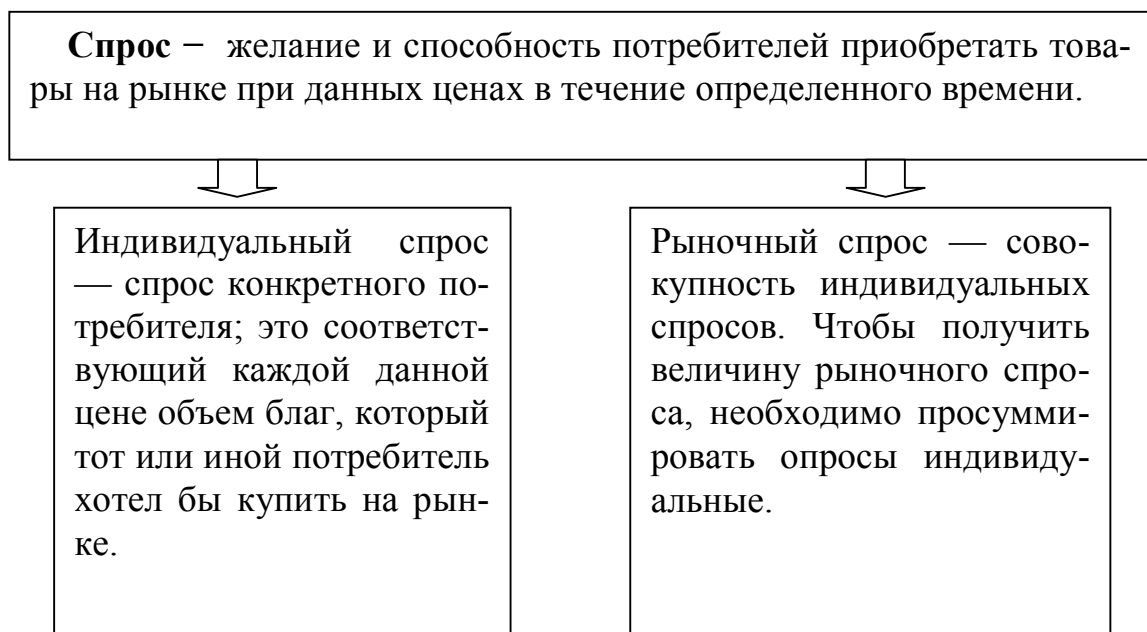 Спрос − желание и способность потребителей приобретать това-
ры на рынке при данных ценах в течение определенного времени.
Индивидуальный спрос
— спрос конкретного по-
требителя; это соответст-
вующий каждой данной
цене объем благ, который
тот или иной потребитель
хотел бы купить на рын-
ке.
Рыночный спрос — сово-
купность индивидуальных
спросов. Чтобы получить
величину рыночного спро-
са, необходимо просумми-
ровать опросы индивиду-
альные.